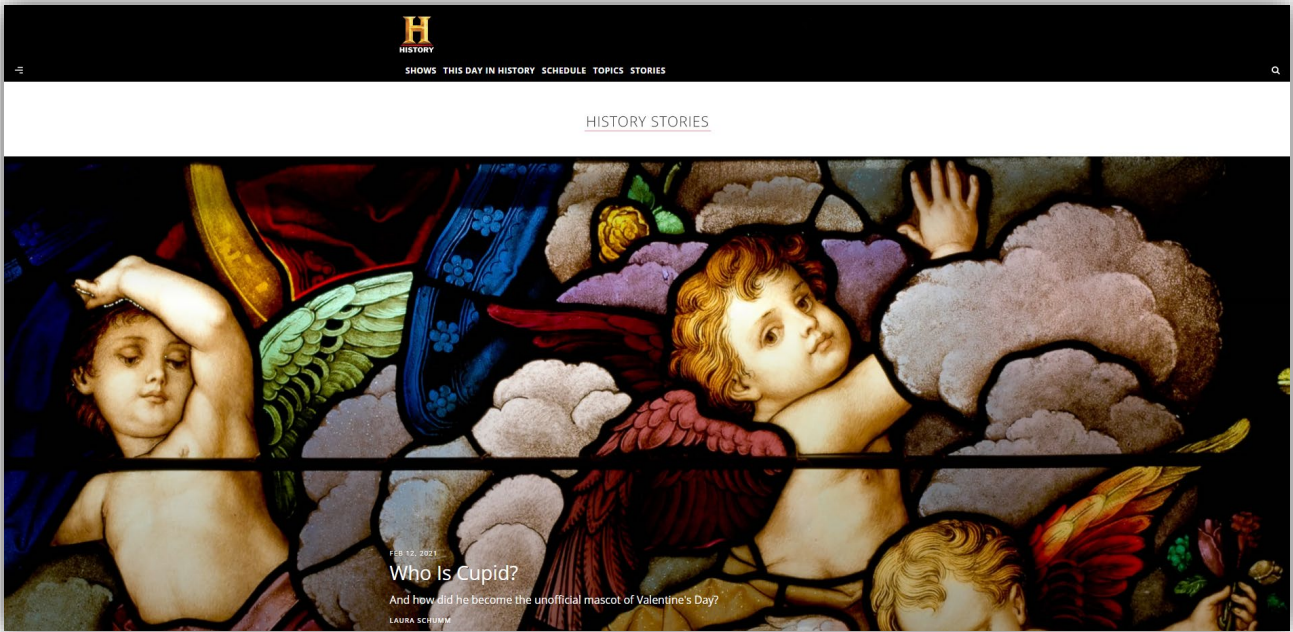 H
HISTORY
SHOWS THIS DAY IN HISTORY SCHEDULE TOPICS STORIES
HISTORY STORIES
FEB 12, 2021
Who Is Cupid?
And how did he become the unofficial mascot of Valentine's Day?
LAURA SCHUMM